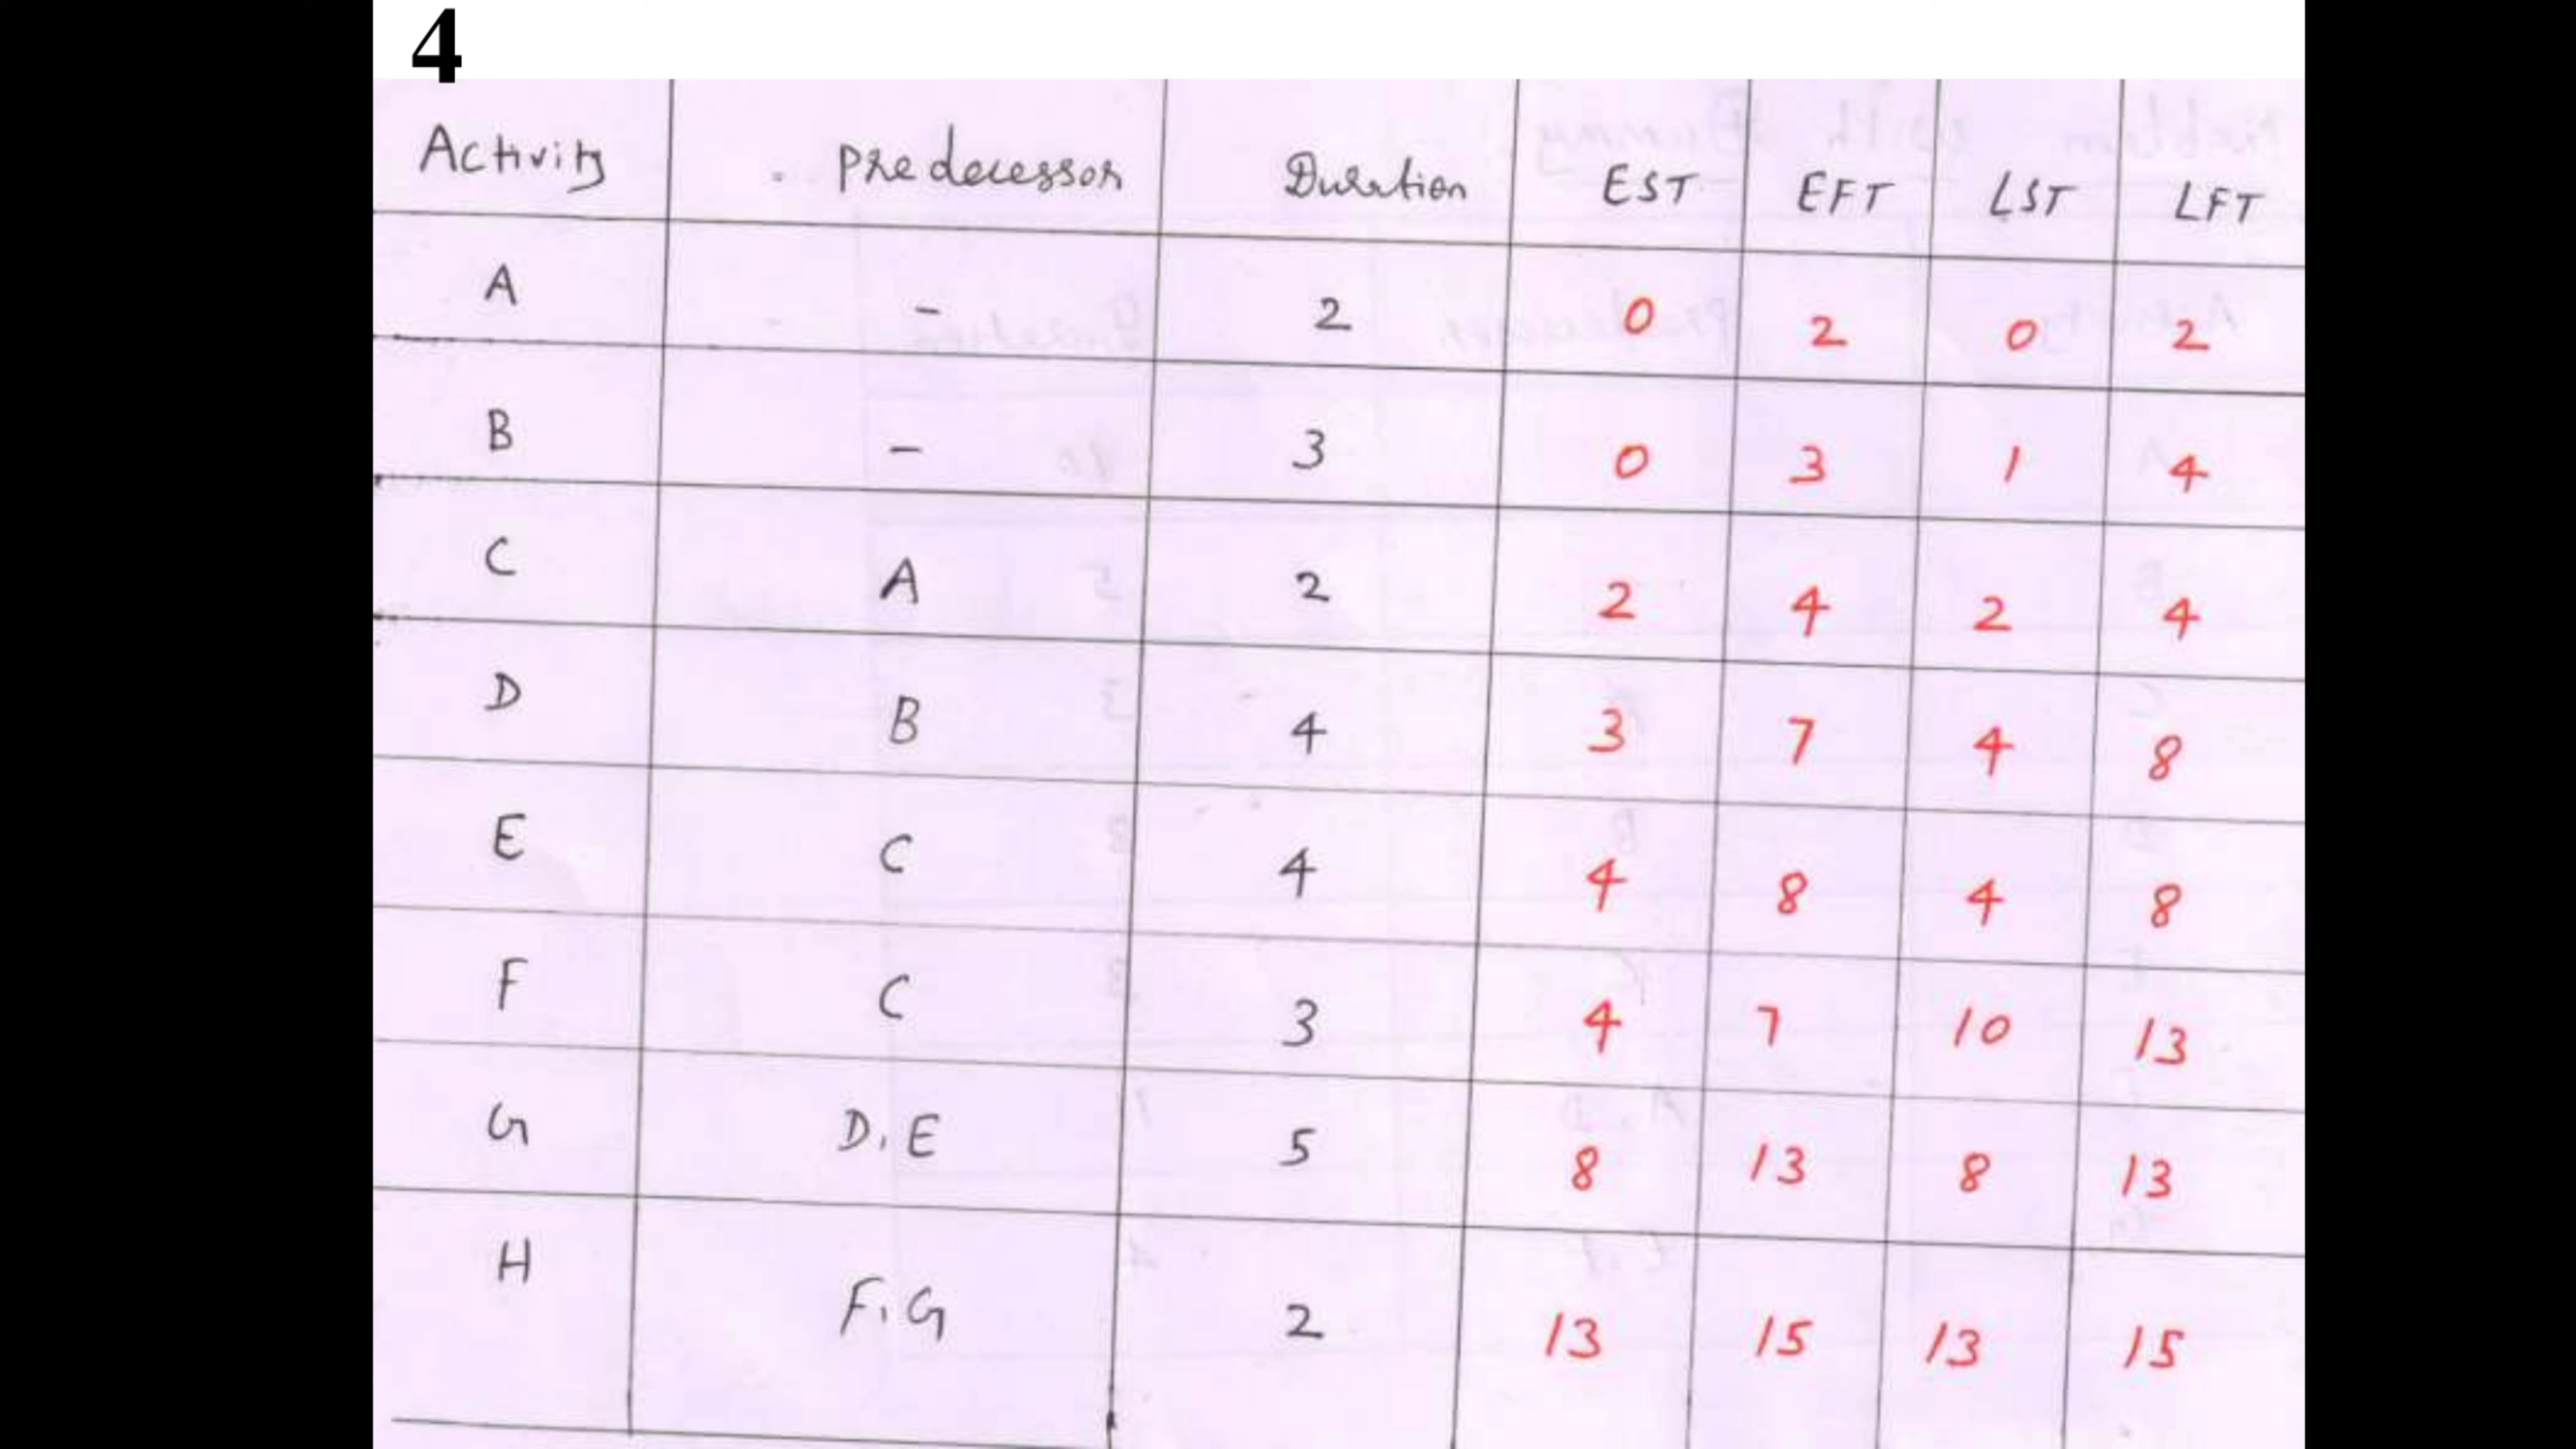 4
Activity Predecessor Duration EST EFT LST LFT
A - 2 0 2 0 2
B - 3 0 3 1 4
C A 2 2 4 2 4
D B 4 3 7 4 8
E C 4 4 8 4 8
F C 3 4 7 10 13
G D, E 5 8 13 8 13
H F, G 2 13 15 13 15